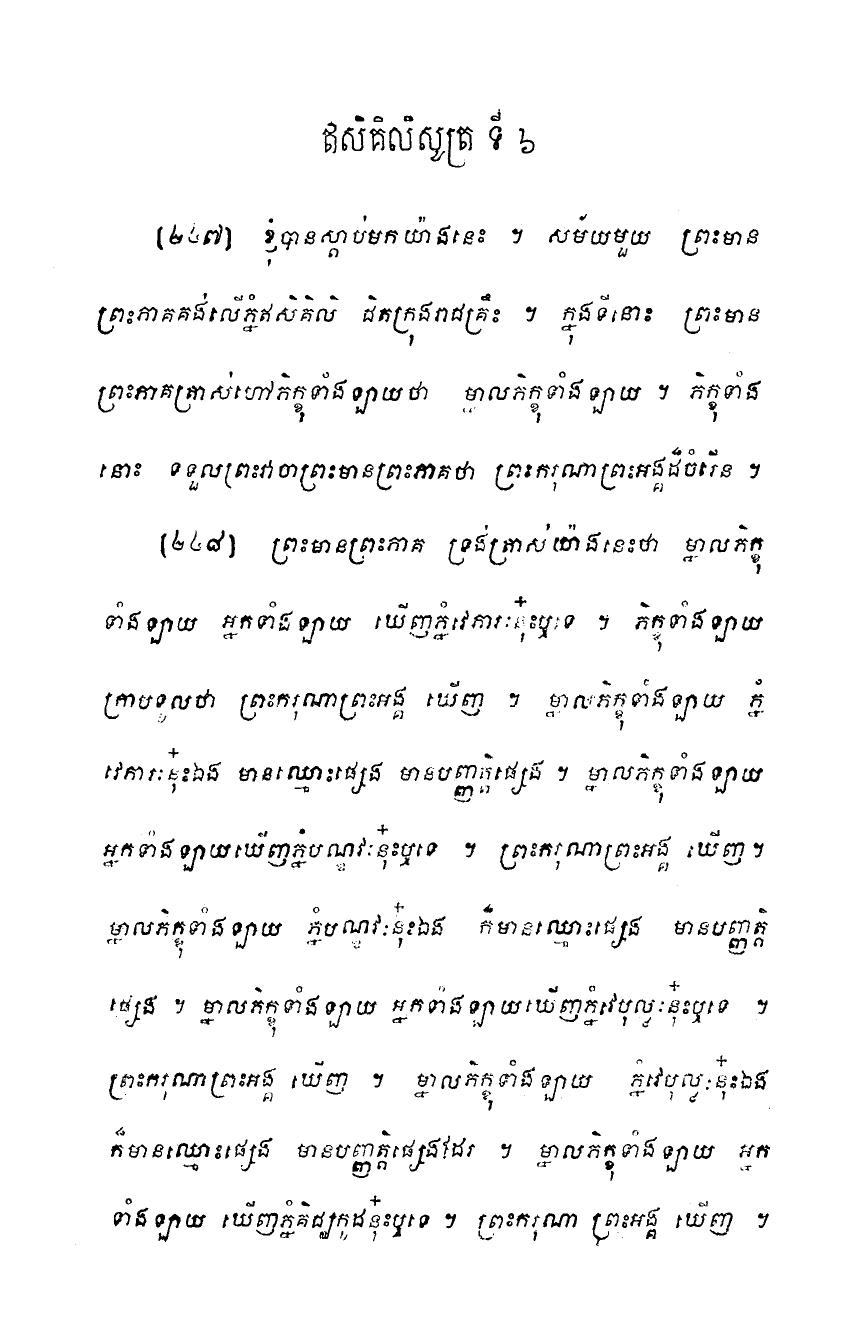 ឥសិគិលិសូត្រ ទី ៦
(២៤៧) ខ្ញុំបានស្តាប់មកយ៉ាងនេះ ។ សម័យមួយ ព្រះមាន
ព្រះភាគគង់លើភ្នំឥសិគិលិ ជិតក្រុងរាជគ្រឹះ ។ ក្នុងទីនោះ ព្រះមាន
ព្រះភាគត្រាស់ហៅភិក្ខុទាំងឡាយថា ម្នាលភិក្ខុទាំងឡាយ ។ ភិក្ខុទាំង
នោះ ទទួលព្រះវាចាព្រះមានព្រះភាគថា ព្រះករុណាព្រះអង្គដ៏ចំរើន ។
(២៤៨) ព្រះមានព្រះភាគ ទ្រង់ត្រាស់យ៉ាងនេះថា ម្នាលភិក្ខុ
ទាំងឡាយ អ្នកទាំងឡាយ ឃើញភ្នំវេភារៈនុ៎ះឬទេ ។ ភិក្ខុទាំងឡាយ
ក្រាបទូលថា ព្រះករុណាព្រះអង្គ ឃើញ ។ ម្នាលភិក្ខុទាំងឡាយ ភ្នំ
វេភារៈនុ៎ះឯង មានឈ្មោះផ្សេង មានបញ្ញត្តិផ្សេង ។ ម្នាលភិក្ខុទាំងឡាយ
អ្នកទាំងឡាយឃើញភ្នំបណ្ឌវៈនុ៎ះឬទេ ។ ព្រះករុណាព្រះអង្គ ឃើញ។
ម្នាលភិក្ខុទាំងឡាយ ភ្នំបណ្ឌវៈនុ៎ះឯង ក៏មានឈ្មោះផ្សេង មានបញ្ញត្តិ
ផ្សេង ។ ម្នាលភិក្ខុទាំងឡាយ អ្នកទាំងឡាយឃើញភ្នំវេបុល្លៈនុ៎ះឬទេ ។
ព្រះករុណាព្រះអង្គ ឃើញ ។ ម្នាលភិក្ខុទាំងឡាយ ភ្នំវេបុល្លៈនុ៎ះឯង
ក៏មានឈ្មោះផ្សេង មានបញ្ញត្តិផ្សេងដែរ ។ ម្នាលភិក្ខុទាំងឡាយ អ្នក
ទាំងឡាយ ឃើញភ្នំគិជ្ឈកូដនុ៎ះឬទេ ។ ព្រះករុណា ព្រះអង្គ ឃើញ ។